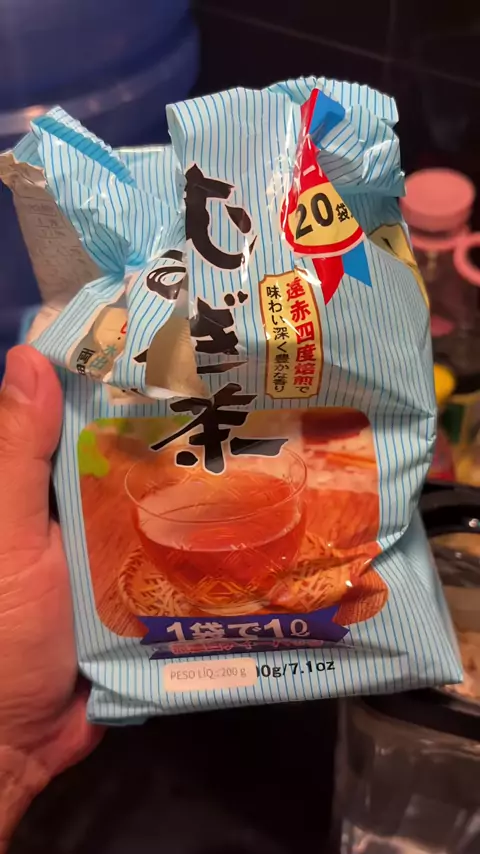 むぎ茶
20袋
遠赤四度焙煎で
味わい深く豊かな香り
1袋で1ℓ
PESO LÍQ.: 200 g
00g/7.1oz